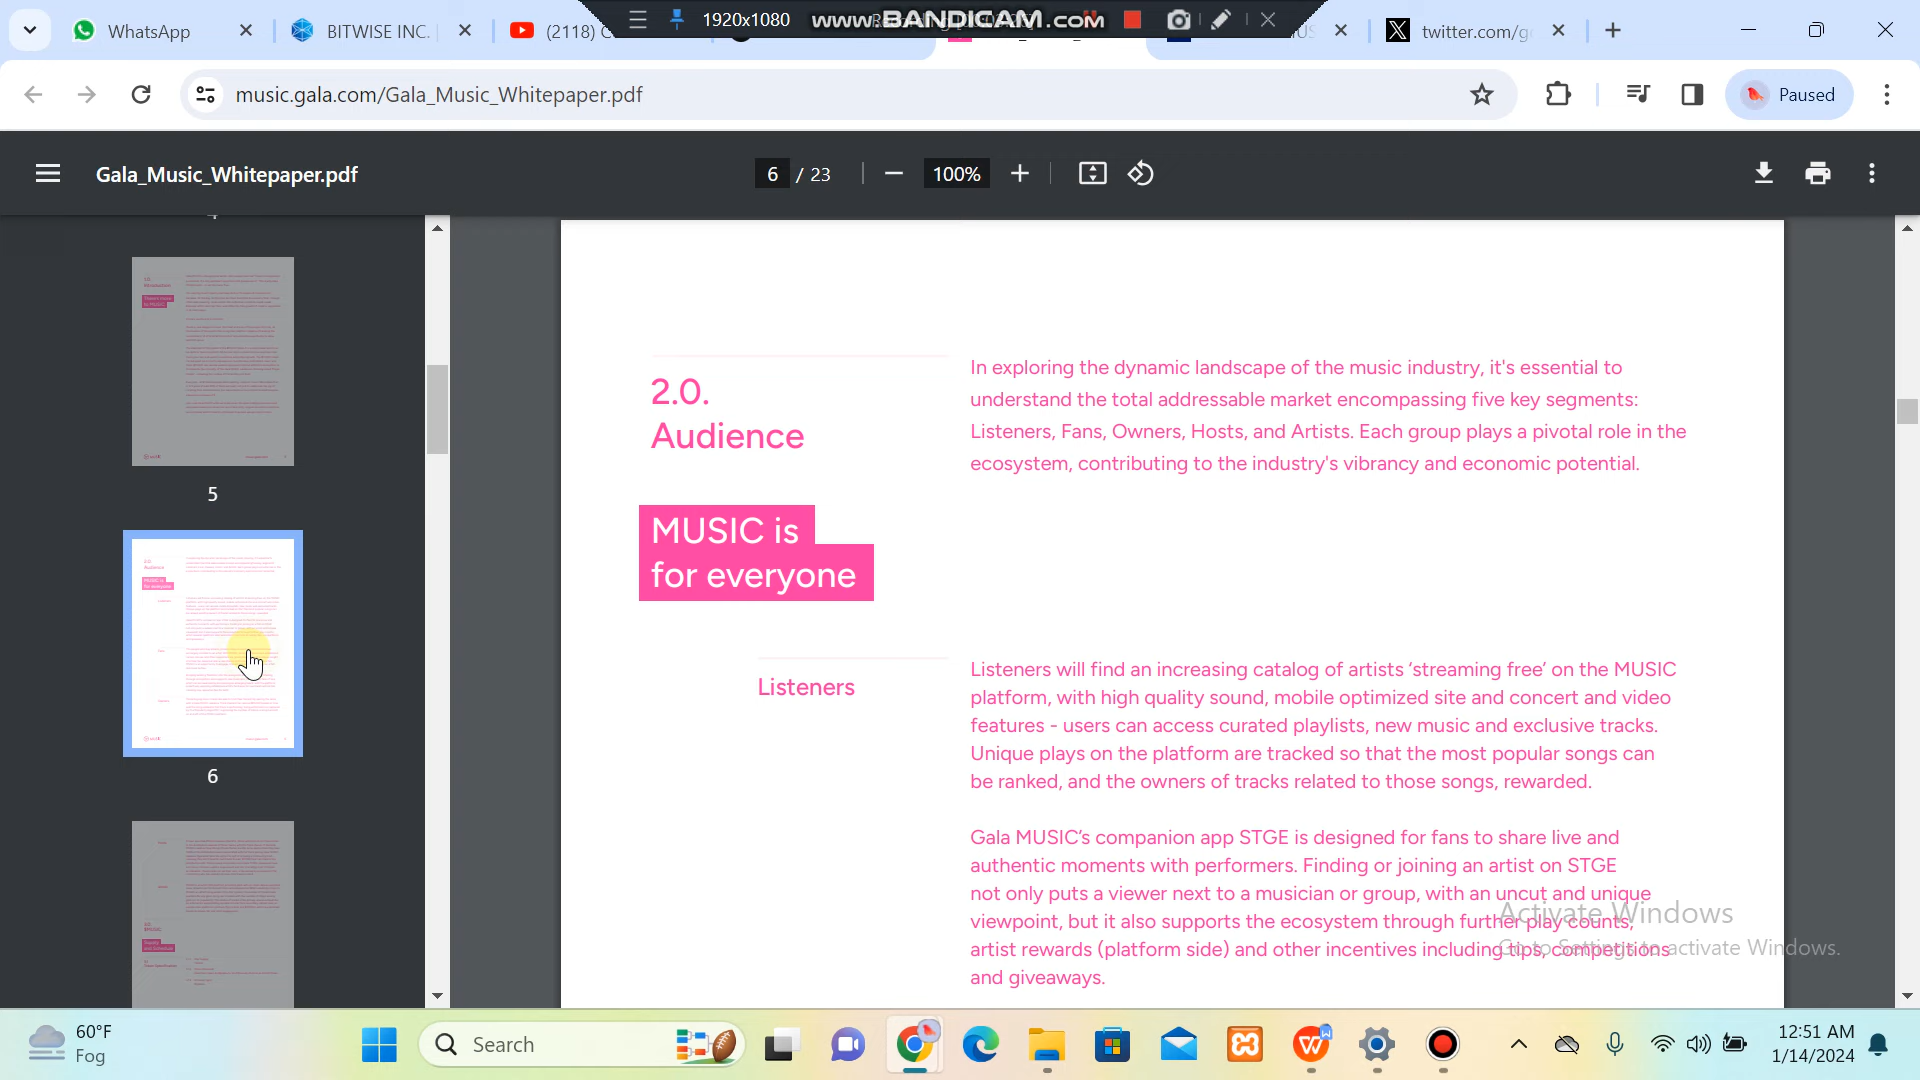 WhatsApp
BITWISE INC.
(2118) C
1920x1080
www.BANDICAM.com
US
twitter.com/g
music.gala.com/Gala_Music_Whitepaper.pdf
Paused
Gala_Music_Whitepaper.pdf
6 / 23
100%
5
6
2.0.
Audience
MUSIC is
for everyone
In exploring the dynamic landscape of the music industry, it's essential to
understand the total addressable market encompassing five key segments:
Listeners, Fans, Owners, Hosts, and Artists. Each group plays a pivotal role in the
ecosystem, contributing to the industry's vibrancy and economic potential.
Listeners
Listeners will find an increasing catalog of artists ‘streaming free’ on the MUSIC
platform, with high quality sound, mobile optimized site and concert and video
features - users can access curated playlists, new music and exclusive tracks.
Unique plays on the platform are tracked so that the most popular songs can
be ranked, and the owners of tracks related to those songs, rewarded.
Gala MUSIC’s companion app STGE is designed for fans to share live and
authentic moments with performers. Finding or joining an artist on STGE
not only puts a viewer next to a musician or group, with an uncut and unique
viewpoint, but it also supports the ecosystem through further play counts,
artist rewards (platform side) and other incentives including tips, competitions
and giveaways.
Activate Windows
Go to Settings to activate Windows.
60°F
Fog
Search
12:51 AM
1/14/2024